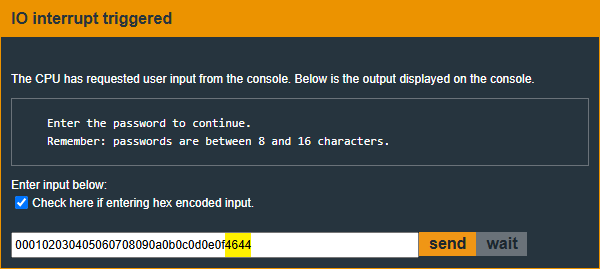 IO interrupt triggered
The CPU has requested user input from the console. Below is the output displayed on the console.
Enter the password to continue.
Remember: passwords are between 8 and 16 characters.
Enter input below:
Check here if entering hex encoded input.
000102030405060708090a0b0c0d0e0f4644 send wait